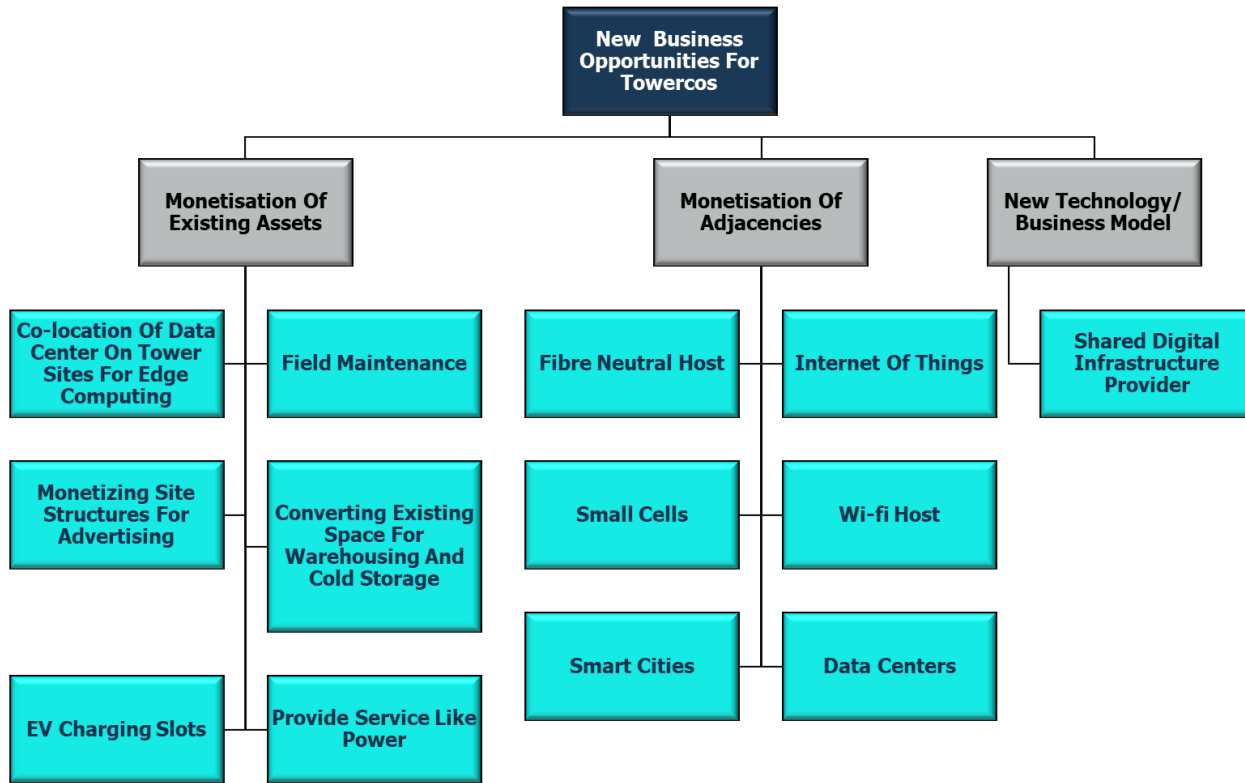 New Business
Opportunities For
Towercos
Monetisation Of
Existing Assets
Monetisation Of
Adjacencies
New Technology/
Business Model
Co-location Of Data
Center On Tower
Sites For Edge
Computing
Field Maintenance
Fibre Neutral Host
Internet Of Things
Shared Digital
Infrastructure
Provider
Monetizing Site
Structures For
Advertising
Converting Existing
Space For
Warehousing And
Cold Storage
Small Cells
Wi-fi Host
EV Charging Slots
Provide Service Like
Power
Smart Cities
Data Centers